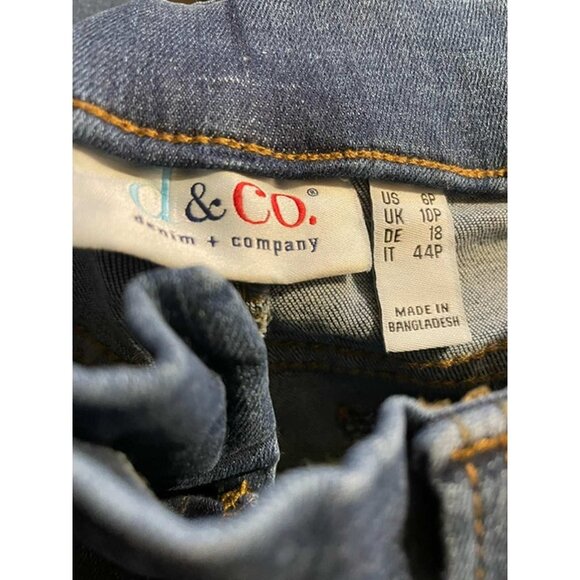 d & co.®
denim + company
US 6P
UK 10P
DE 18
IT 44P
MADE IN
BANGLADESH